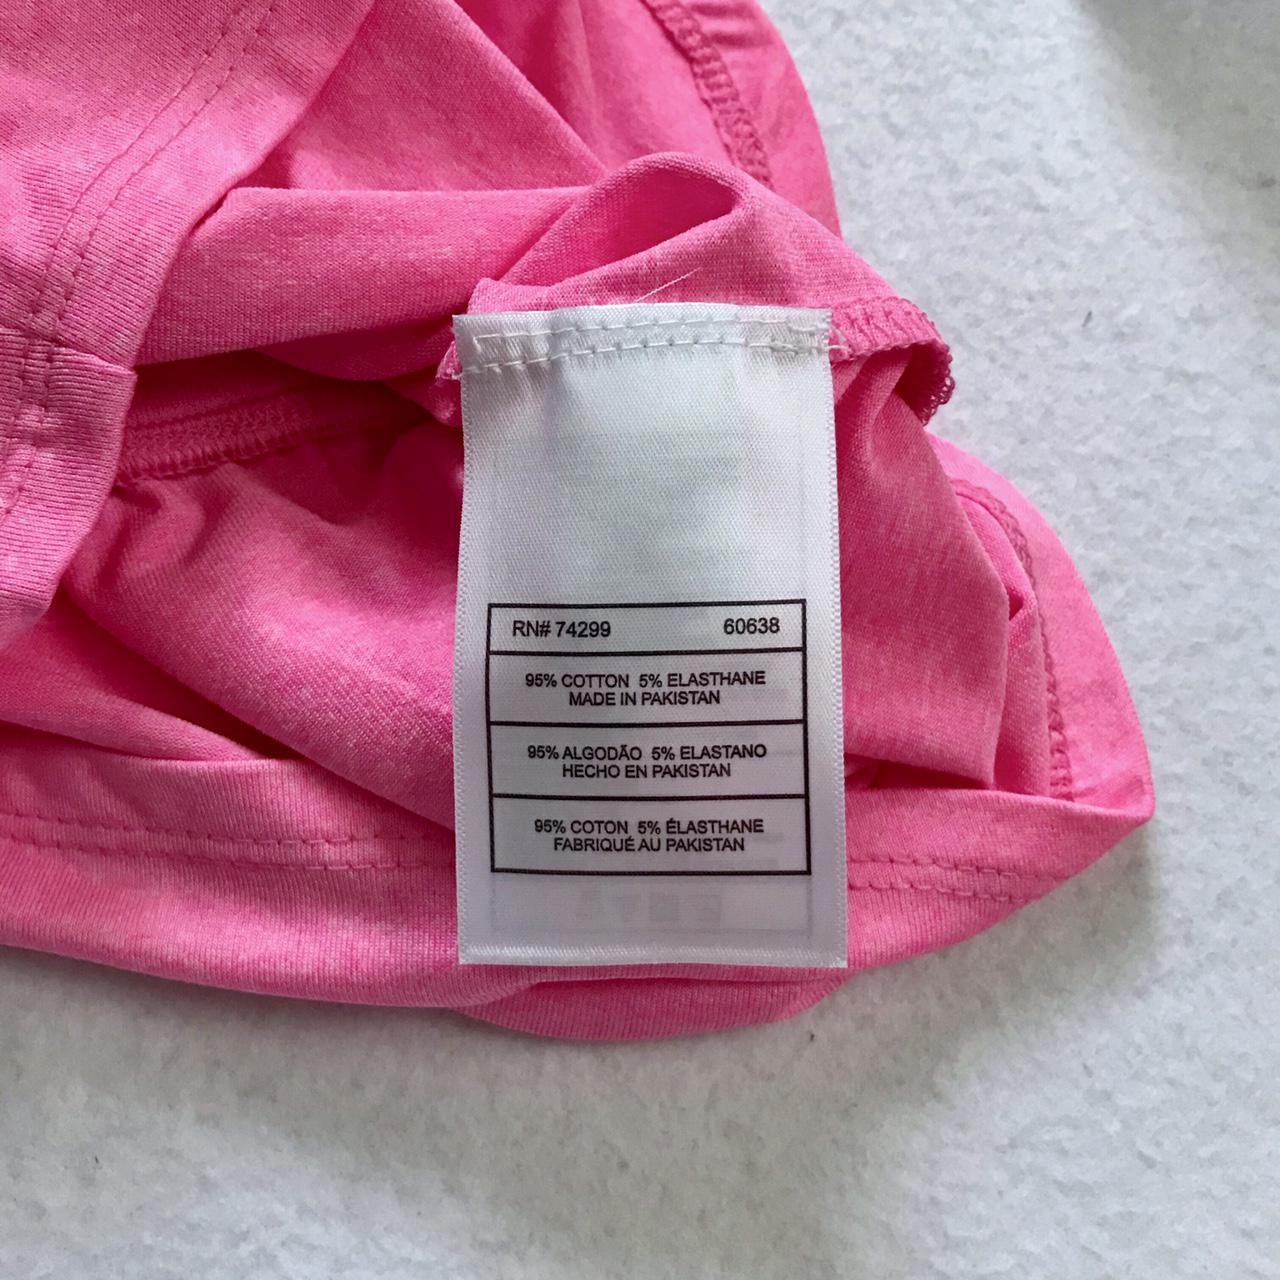 RN# 74299 60638
95% COTTON 5% ELASTHANE
MADE IN PAKISTAN
95% ALGODÃO 5% ELASTANO
HECHO EN PAKISTAN
95% COTON 5% ÉLASTHANE
FABRIQUÉ AU PAKISTAN